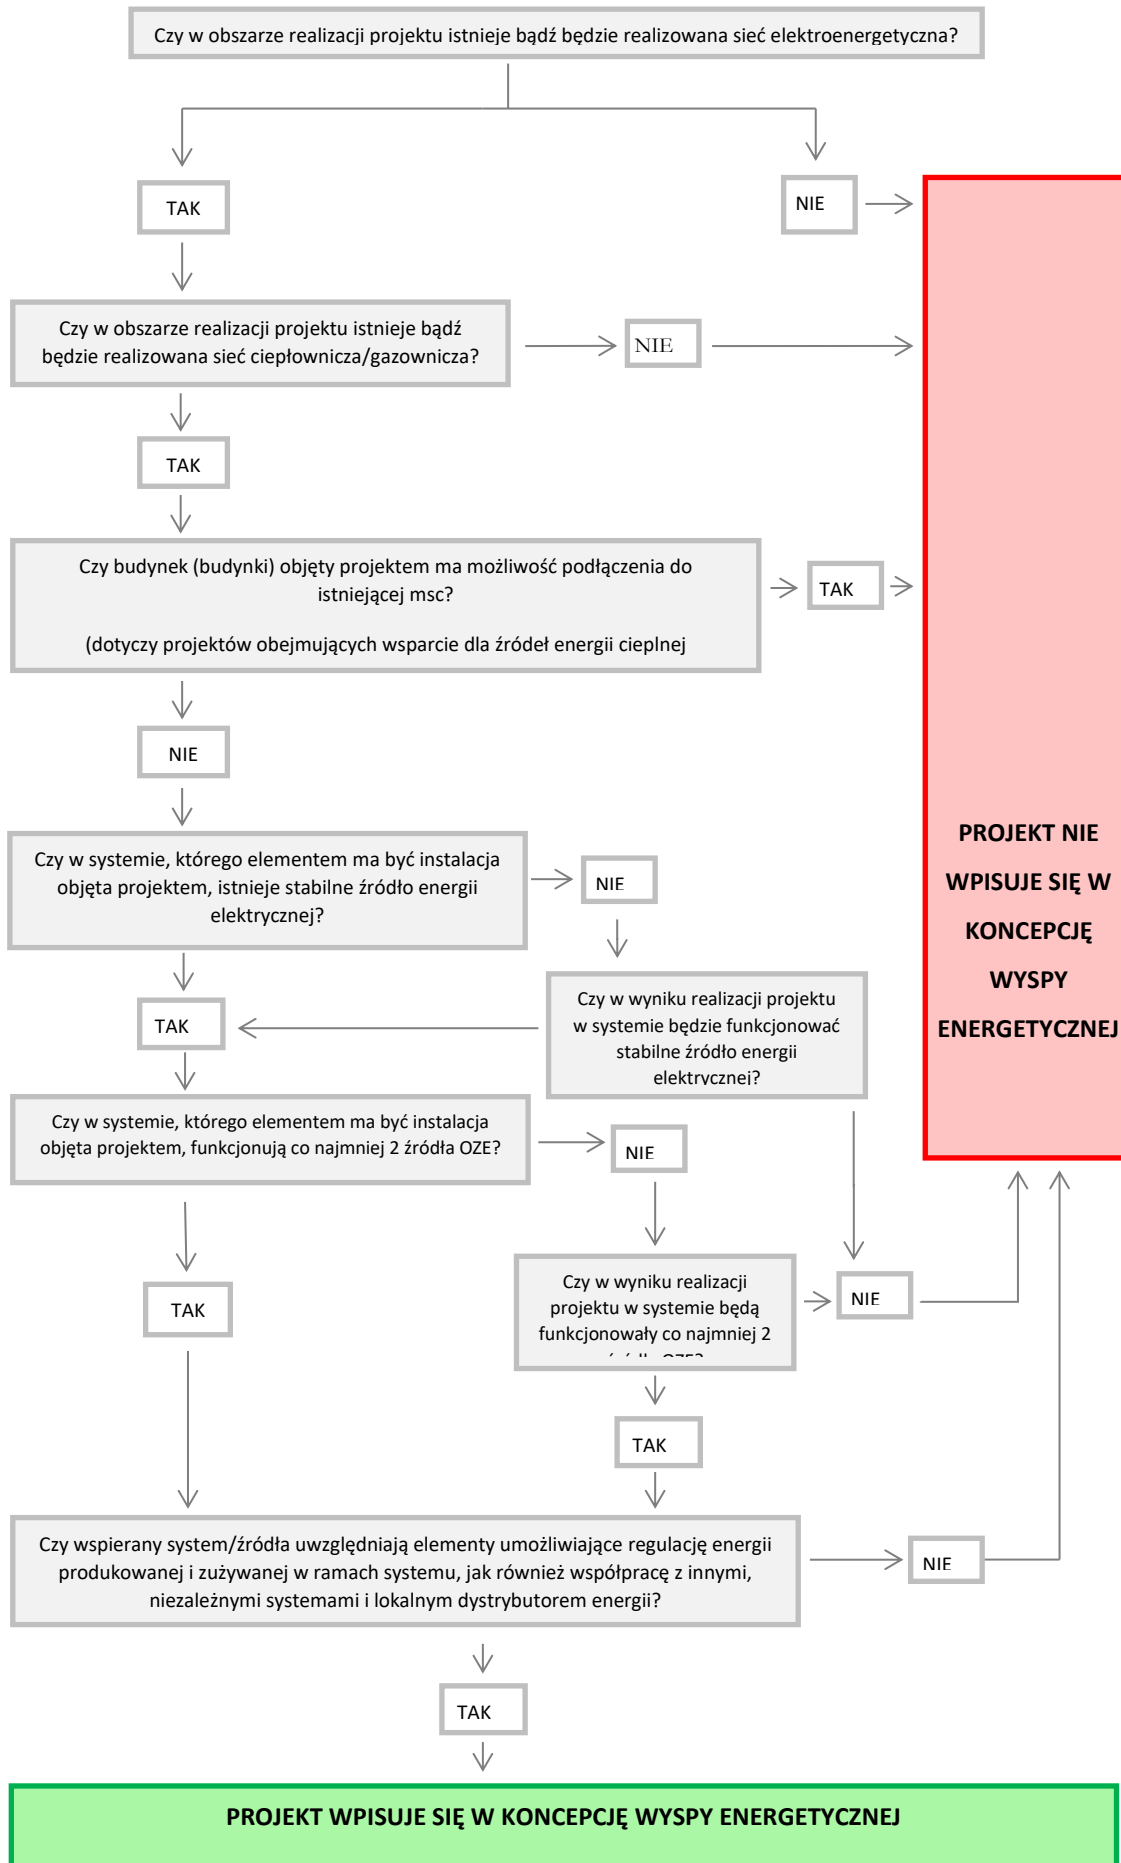 Czy w obszarze realizacji projektu istnieje bądź będzie realizowana sieć elektroenergetyczna?
TAK
NIE
Czy w obszarze realizacji projektu istnieje bądź
będzie realizowana sieć ciepłownicza/gazownicza?
NIE
TAK
Czy budynek (budynki) objęty projektem ma możliwość podłączenia do
istniejącej msc?
(dotyczy projektów obejmujących wsparcie dla źródeł energii cieplnej
TAK
NIE
Czy w systemie, którego elementem ma być instalacja
objęta projektem, istnieje stabilne źródło energii
elektrycznej?
NIE
PROJEKT NIE
WPISUJE SIĘ W
KONCEPCJĘ
WYSPY
ENERGETYCZNEJ
TAK
Czy w wyniku realizacji projektu
w systemie będzie funkcjonować
stabilne źródło energii
elektrycznej?
Czy w systemie, którego elementem ma być instalacja
objęta projektem, funkcjonują co najmniej 2 źródła OZE?
NIE
TAK
Czy w wyniku realizacji
projektu w systemie będą
funkcjonowały co najmniej 2
NIE
TAK
Czy wspierany system/źródła uwzględniają elementy umożliwiające regulację energii
produkowanej i zużywanej w ramach systemu, jak również współpracę z innymi,
niezależnymi systemami i lokalnym dystrybutorem energii?
NIE
TAK
PROJEKT WPISUJE SIĘ W KONCEPCJĘ WYSPY ENERGETYCZNEJ